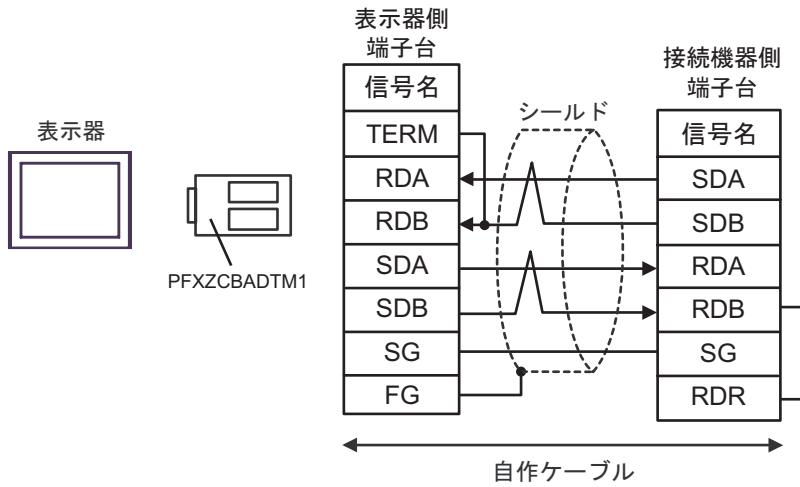 表示器
PFXZCBADTM1
表示器側
端子台
信号名
TERM
RDA
RDB
SDA
SDB
SG
FG
シールド
接続機器側
端子台
信号名
SDA
SDB
RDA
RDB
SG
RDR
自作ケーブル